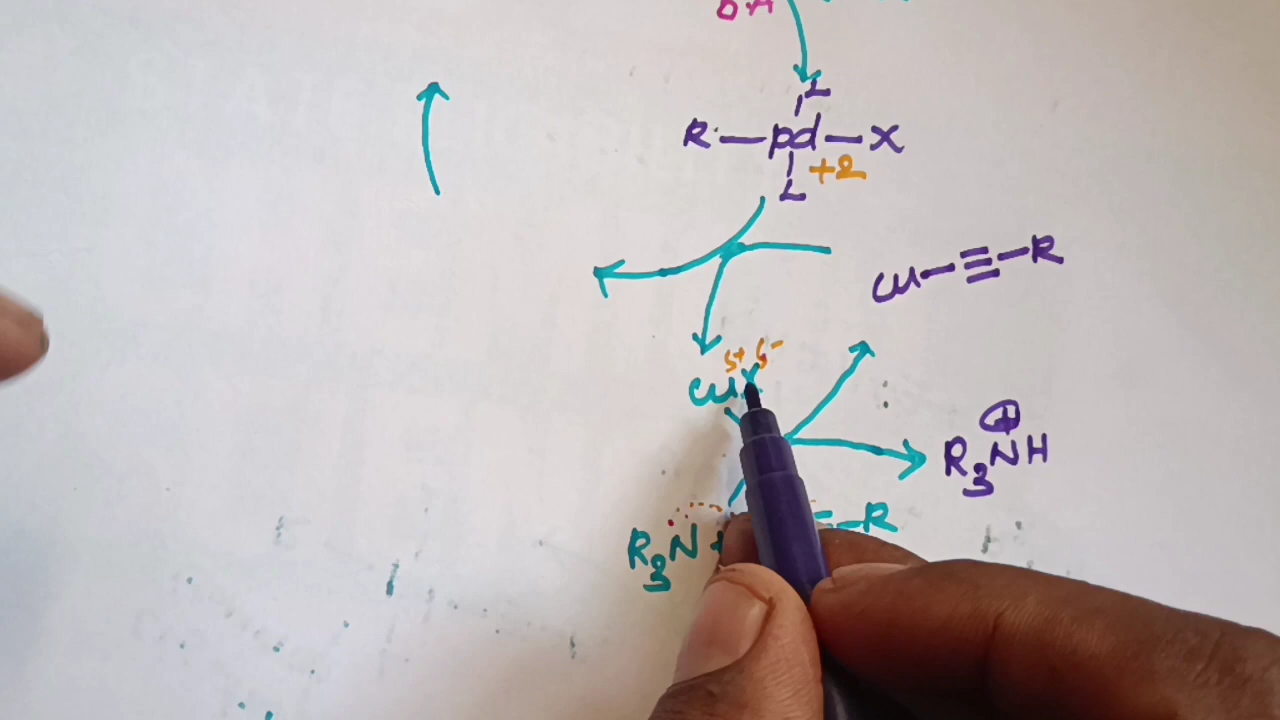 O.A
L
R — pd — X
+2
L
Cu — ≡ — R
δ+ δ-
CuX
⊕
R₃NH
R₃N + — R